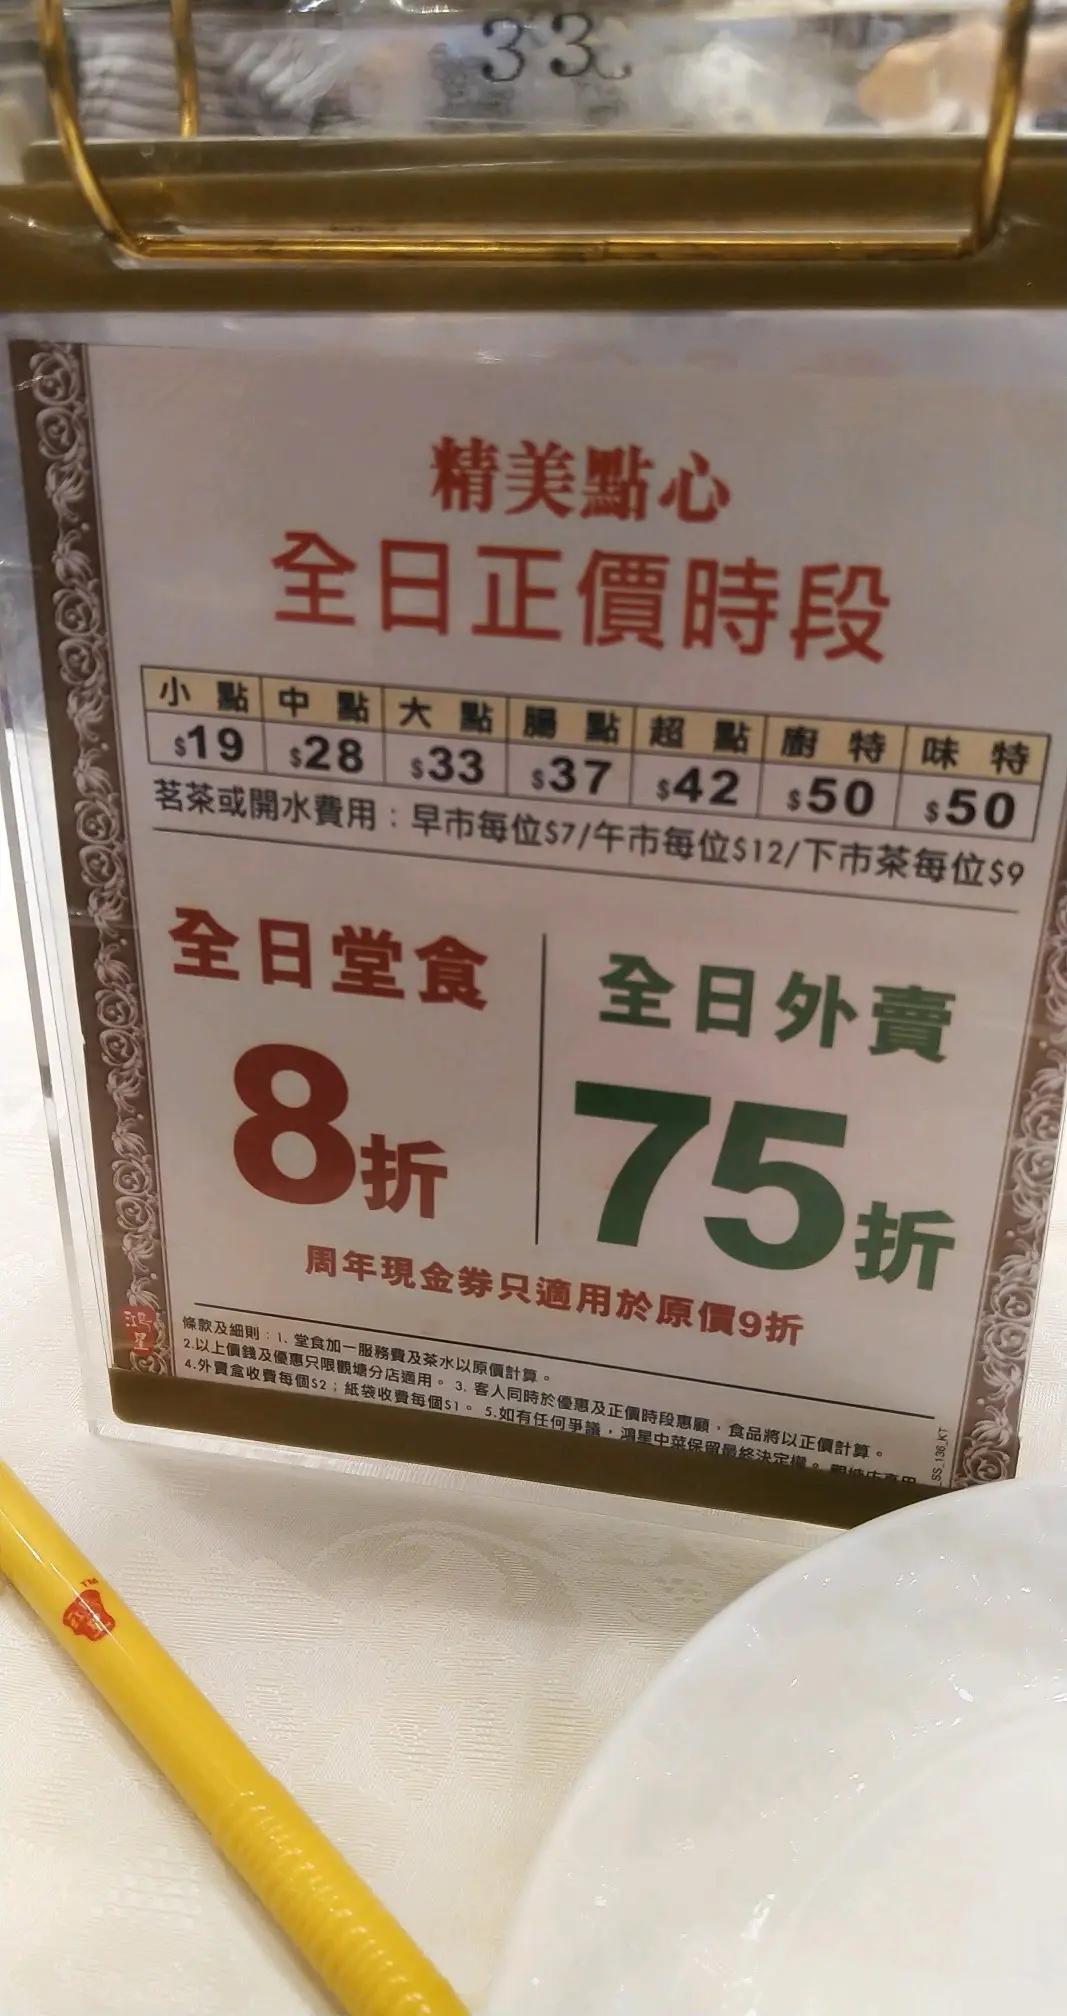 33
精美點心
全日正價時段
小點 中點 大點 腸點 超點 廚特 味特
$19 $28 $33 $37 $42 $50 $50
茗茶或開水費用：早市每位$7/午市每位$12/下市茶每位$9
全日堂食 全日外賣
8折 75折
周年現金券只適用於原價9折
條款及細則：1. 堂食加一服務費及茶水以原價計算。
2.以上價錢及優惠只限觀塘分店適用。 3. 客人同時於優惠及正價時段惠顧，食品將以正價計算。
4.外賣盒收費每個$2；紙袋收費每個$1。 5.如有任何爭議，鴻星中菜保留最終決定權。
鴻星
SS_136_KT
TM